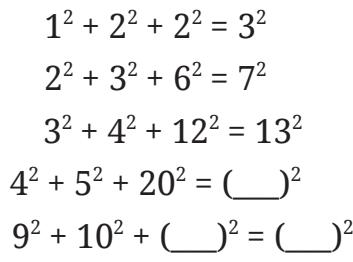 1² + 2² + 2² = 3²
2² + 3² + 6² = 7²
3² + 4² + 12² = 13²
4² + 5² + 20² = (___)²
9² + 10² + (___)² = (___)²